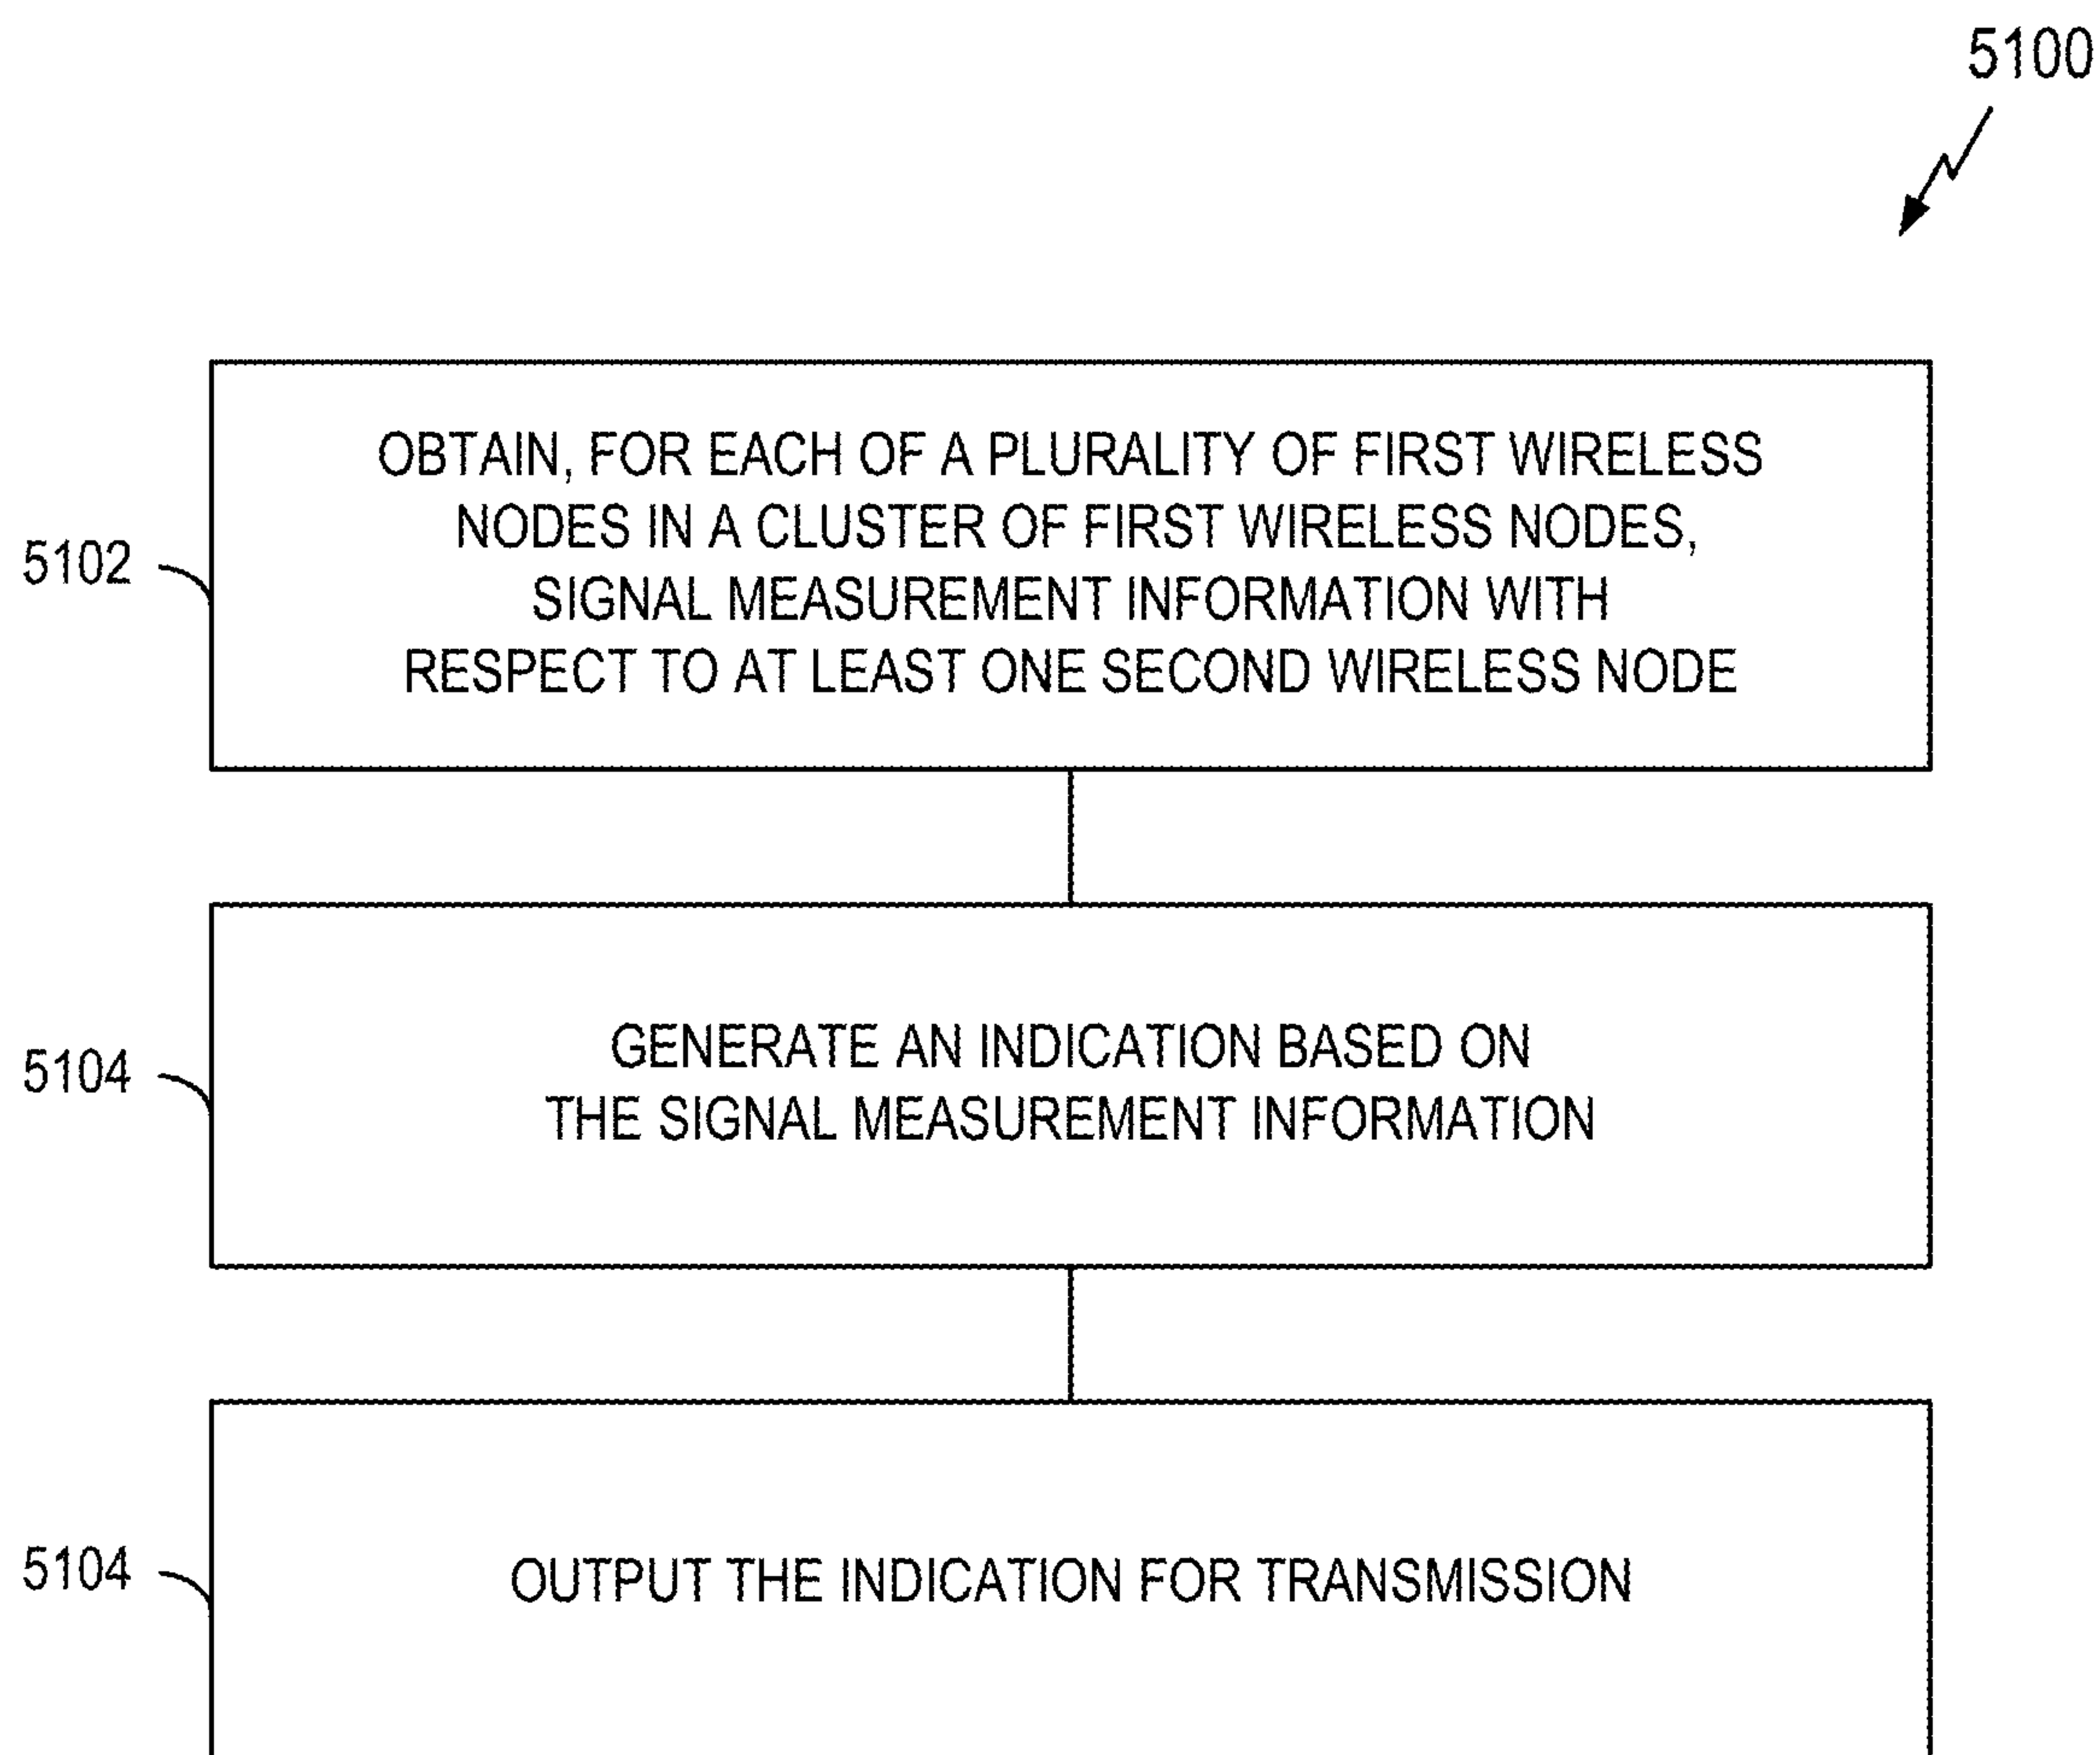 5100
OBTAIN, FOR EACH OF A PLURALITY OF FIRST WIRELESS
NODES IN A CLUSTER OF FIRST WIRELESS NODES,
SIGNAL MEASUREMENT INFORMATION WITH
RESPECT TO AT LEAST ONE SECOND WIRELESS NODE
5102
GENERATE AN INDICATION BASED ON
THE SIGNAL MEASUREMENT INFORMATION
5104
OUTPUT THE INDICATION FOR TRANSMISSION
5104